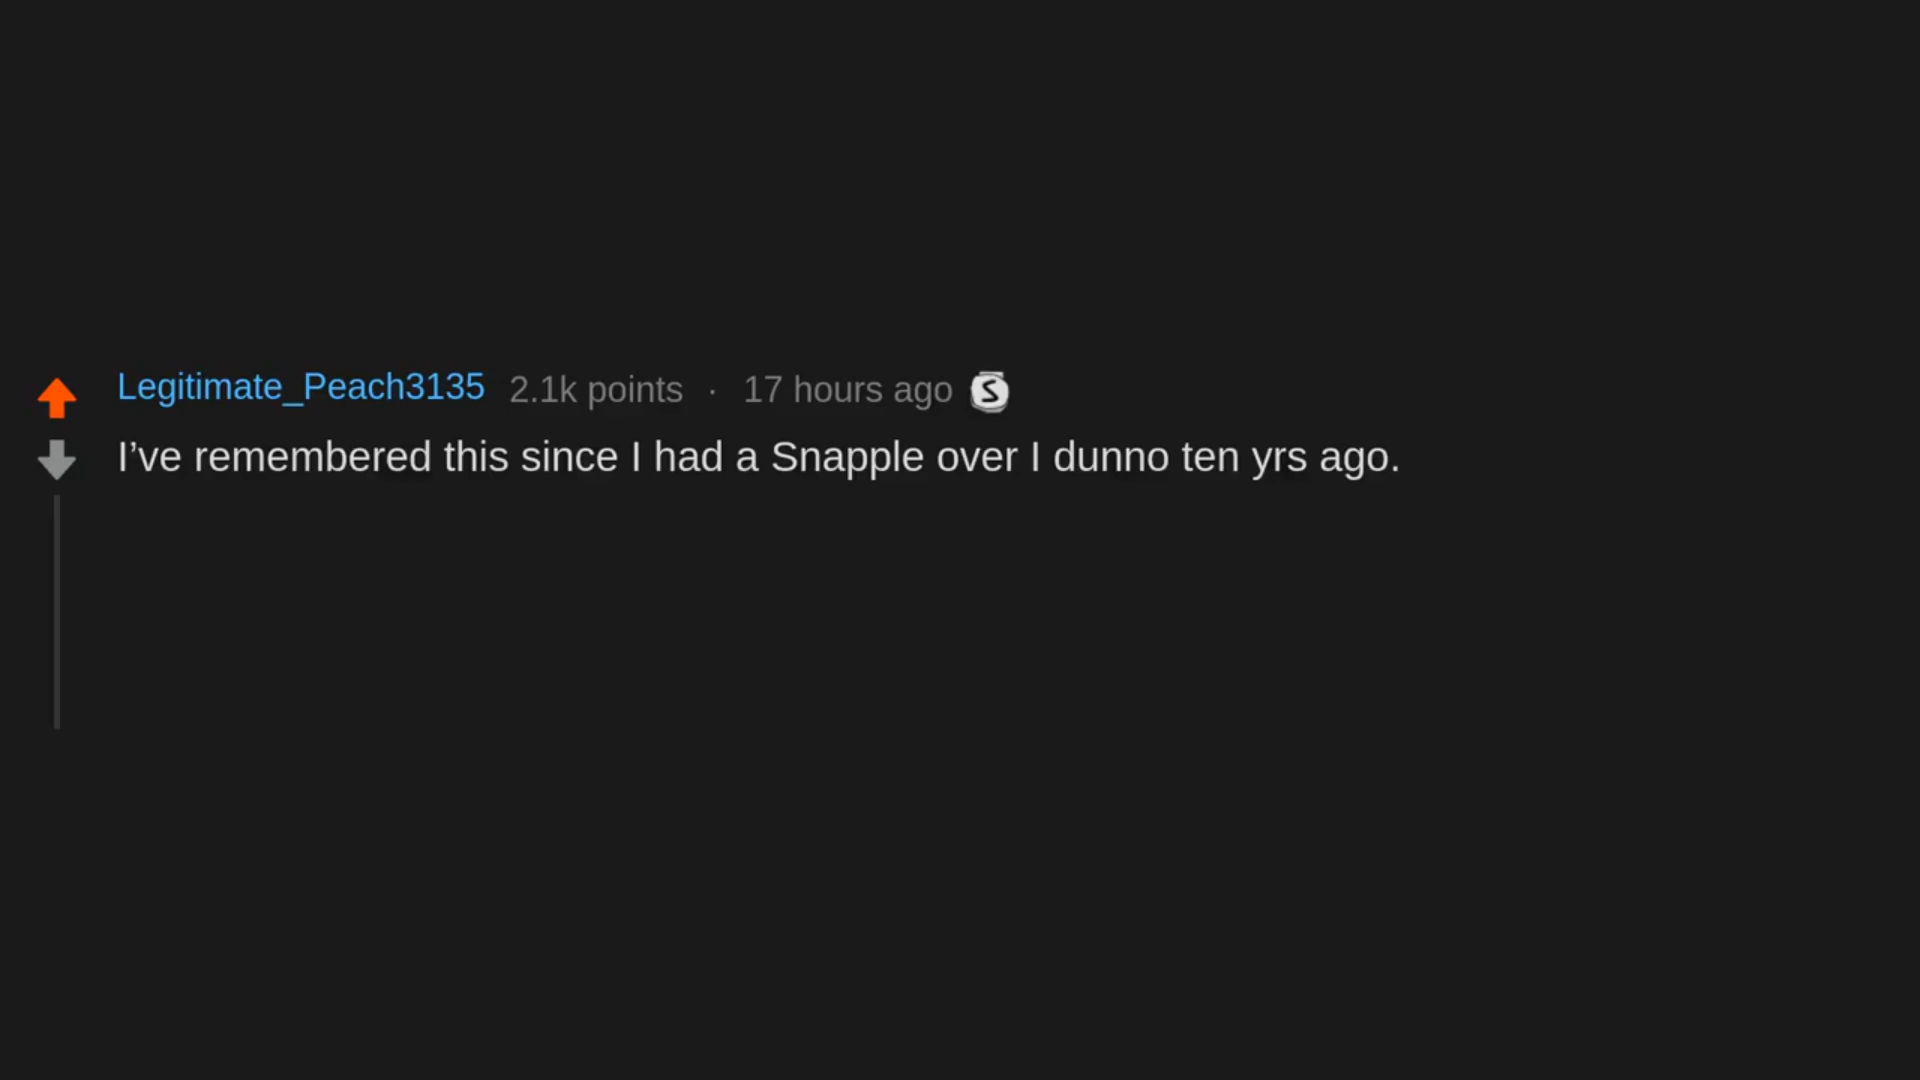 Legitimate_Peach3135 2.1k points · 17 hours ago S
I’ve remembered this since I had a Snapple over I dunno ten yrs ago.